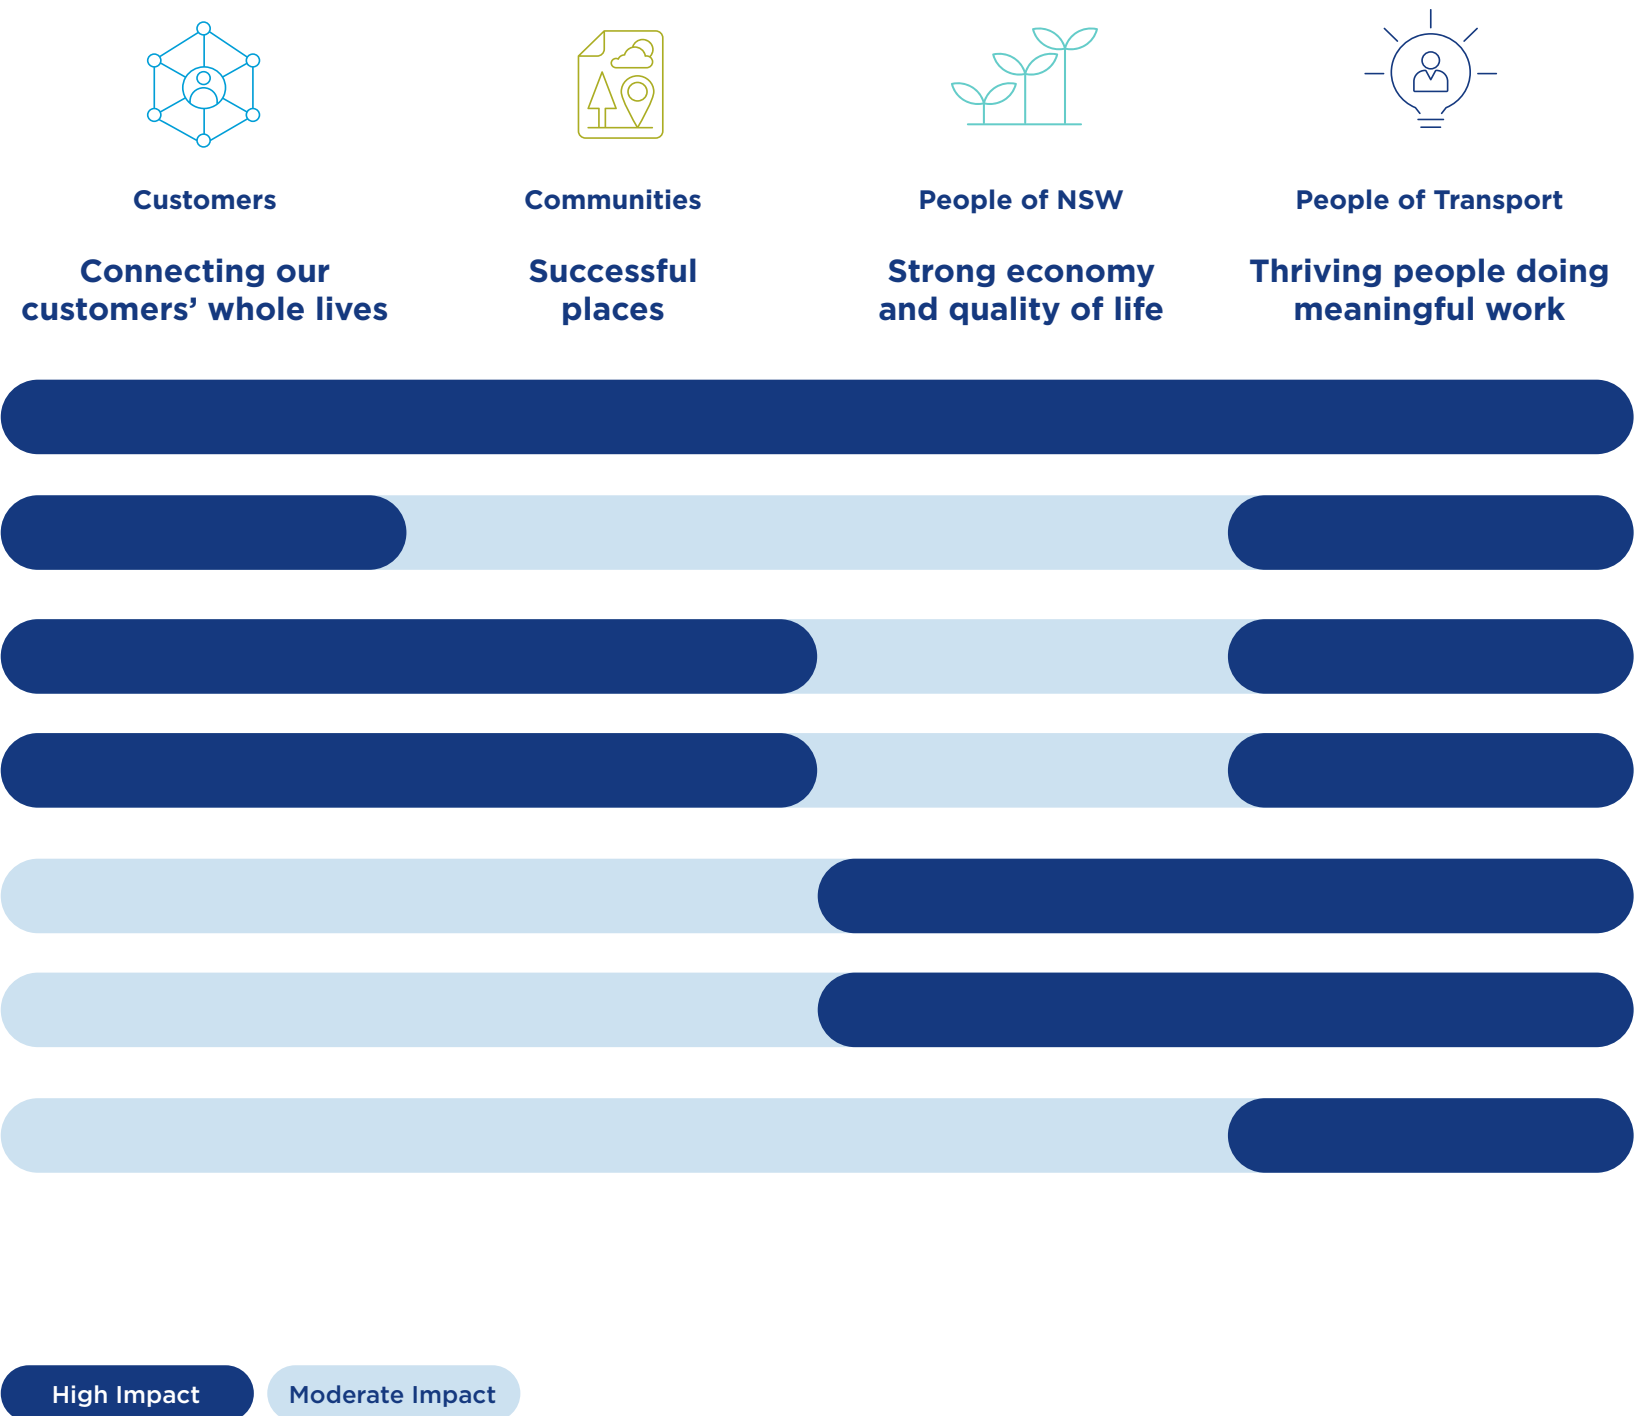 Customers
Connecting our
customers’ whole lives
Communities
Successful
places
People of NSW
Strong economy
and quality of life
People of Transport
Thriving people doing
meaningful work
High Impact
Moderate Impact